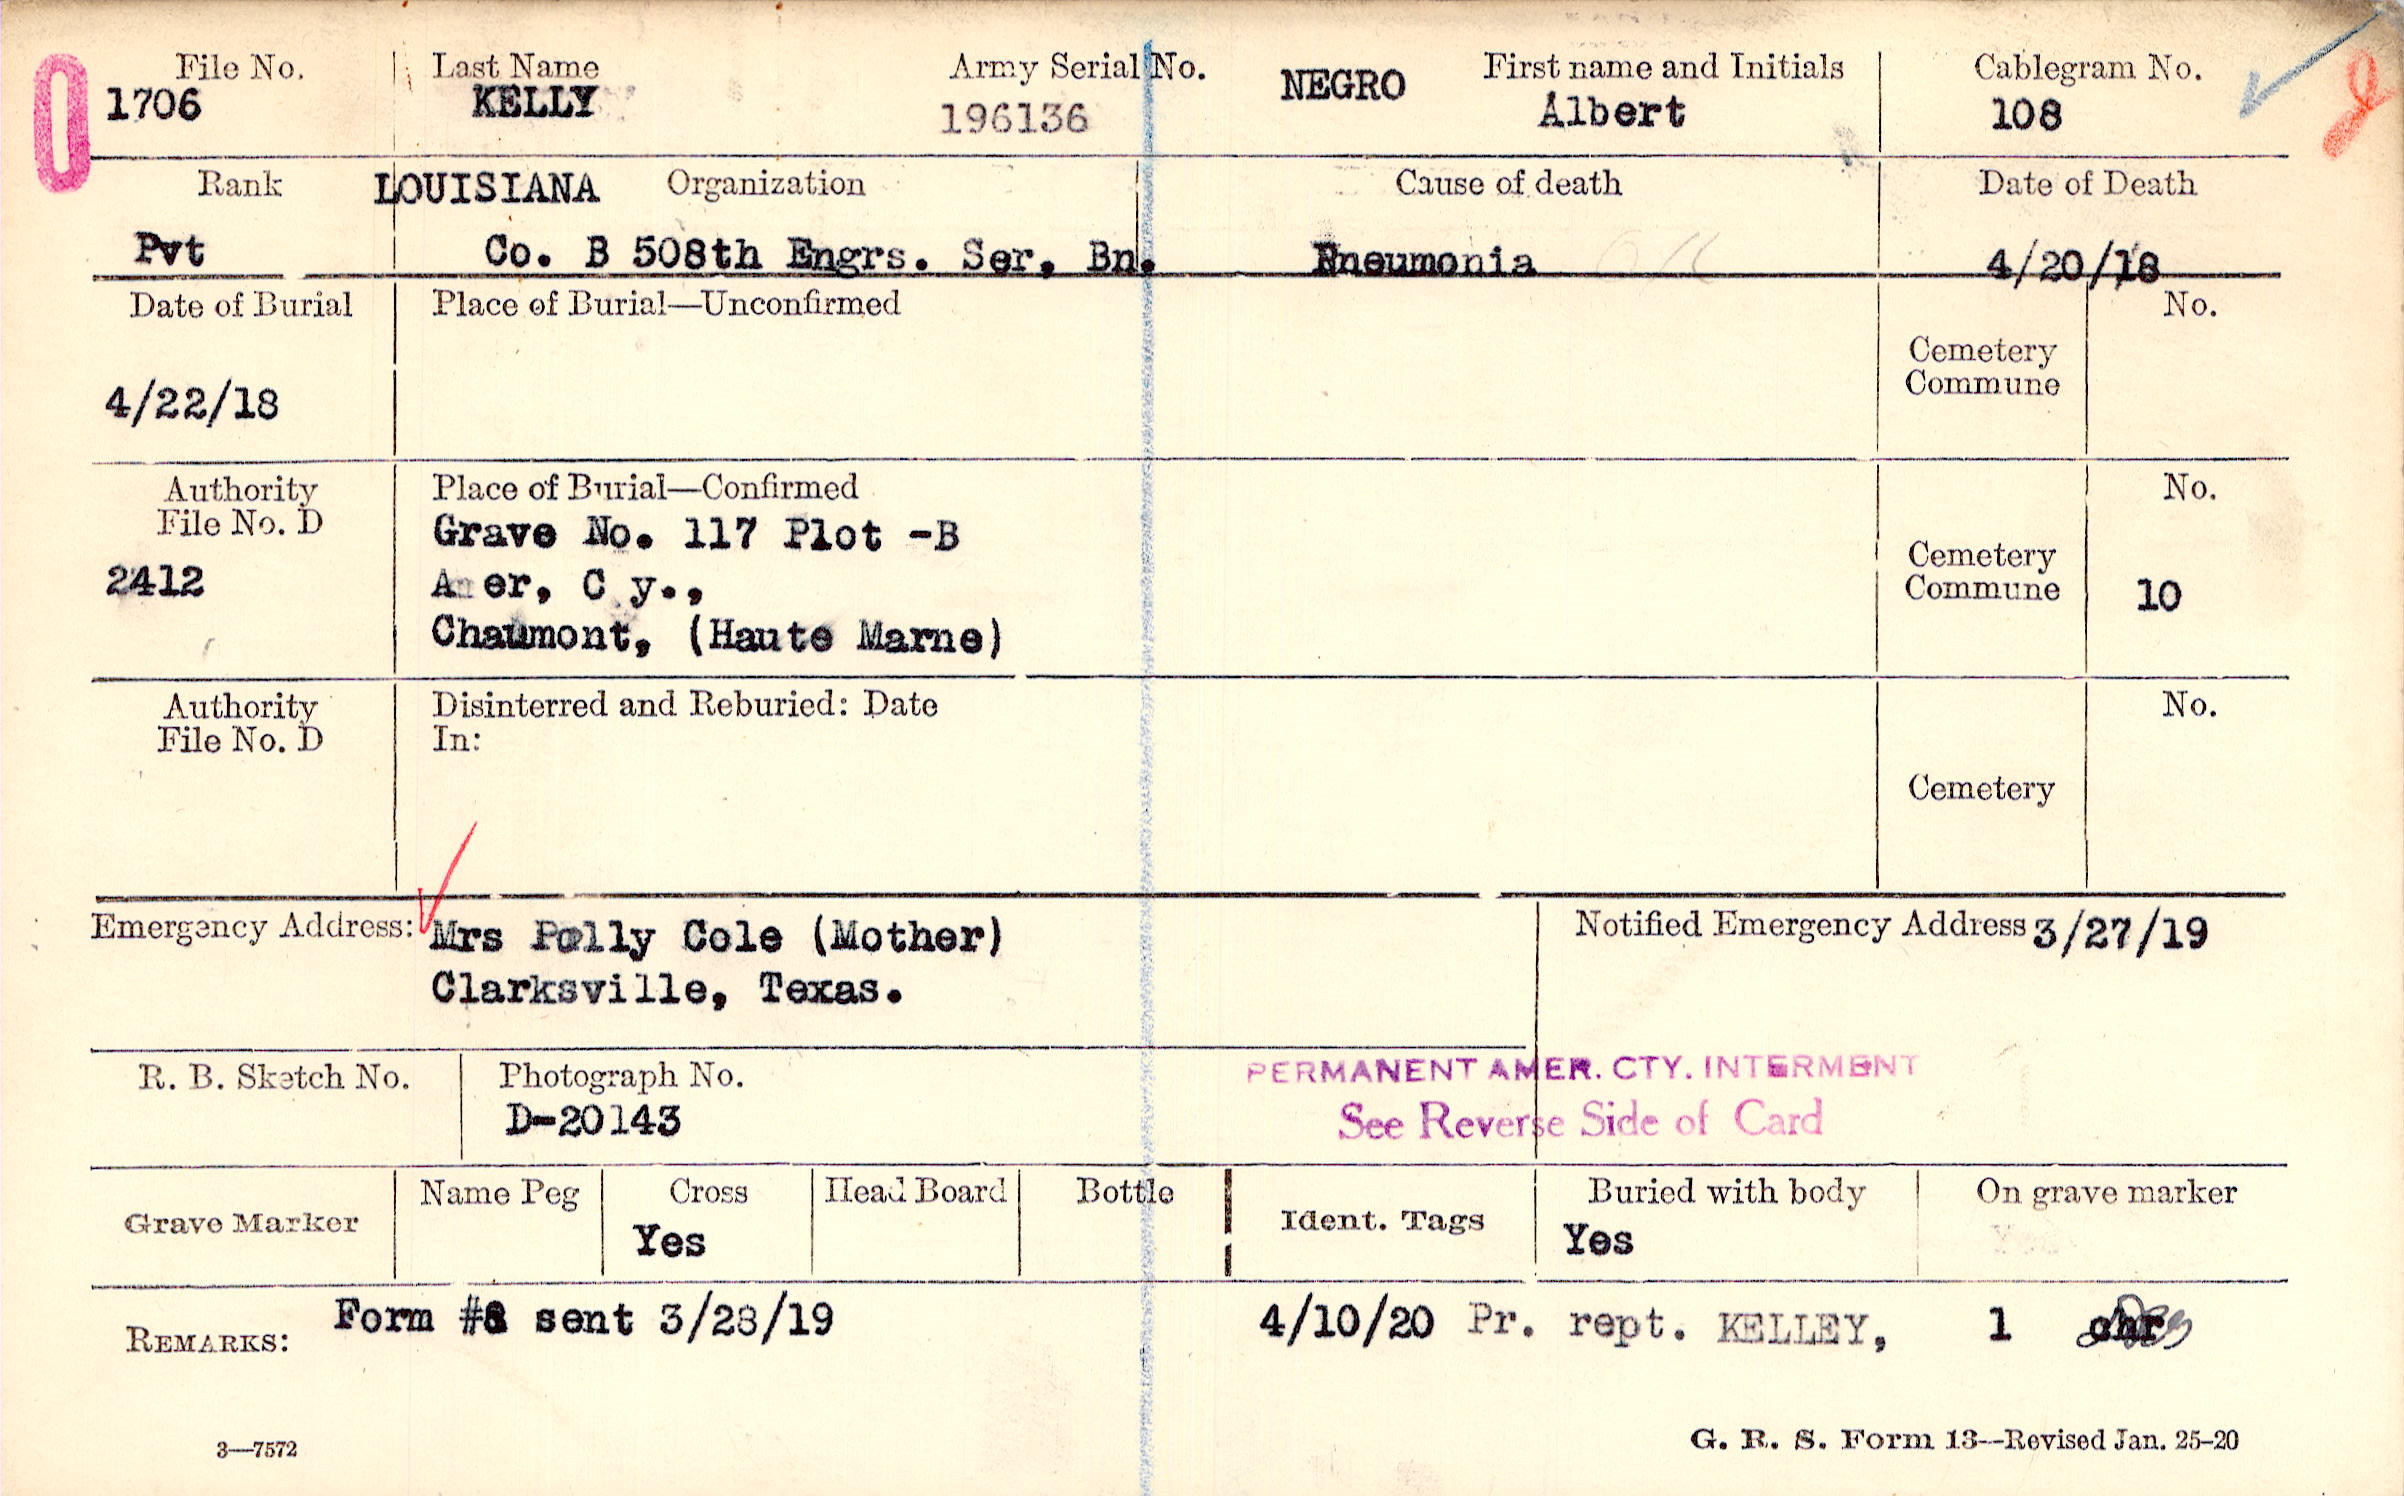 File No. Last Name Army Serial No. NEGRO First name and Initials Cablegram No.
1706 KELLY 196136 Albert 108
Rank LOUISIANA Organization Cause of death Date of Death
Pvt Co. B 508th Engrs. Ser, Bn. Pneumonia 4/20/18
Date of Burial Place of Burial—Unconfirmed No.
Cemetery
Commune
4/22/18
Authority Place of Burial—Confirmed No.
File No. D Grave No. 117 Plot -B
2412 Amer, C y., Cemetery
Commune 10
Chaumont, (Haute Marne)
Authority Disinterred and Reburied: Date No.
File No. D In:
Cemetery
Emergency Address: Mrs Polly Cole (Mother) Notified Emergency Address 3/27/19
Clarksville, Texas.
R. B. Sketch No. Photograph No. PERMANENT AMER. CTY. INTERMENT
D-20143 See Reverse Side of Card
Grave Marker Name Peg Cross Head Board Bottle Ident. Tags Buried with body On grave marker
Yes Yes Yes
REMARKS: Form # sent 3/28/19 4/10/20 Pr. rept. KELLEY, 1 chr
3—7572 G. R. S. Form 13—Revised Jan. 25-20